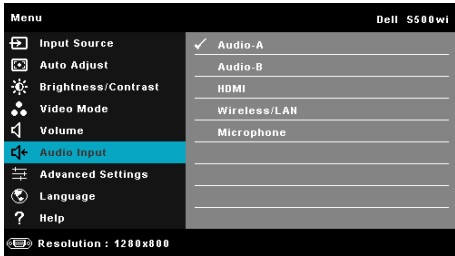 Menu
Dell S500wi
Input Source
Auto Adjust
Brightness/Contrast
Video Mode
Volume
Audio Input
Advanced Settings
Language
Help
Audio-A
Audio-B
HDMI
Wireless/LAN
Microphone
Resolution : 1280x800